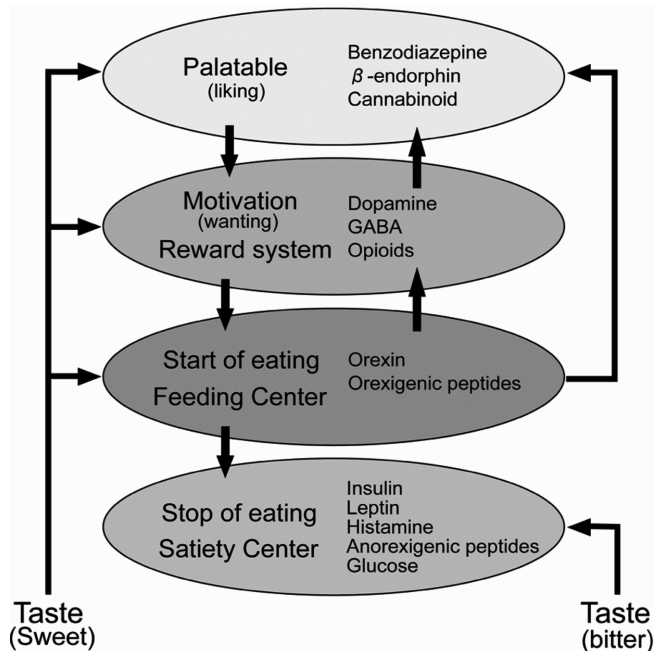 Palatable
(liking)
Benzodiazepine
β-endorphin
Cannabinoid
Motivation
(wanting)
Reward system
Dopamine
GABA
Opioids
Start of eating
Feeding Center
Orexin
Orexigenic peptides
Stop of eating
Satiety Center
Insulin
Leptin
Histamine
Anorexigenic peptides
Glucose
Taste
(Sweet)
Taste
(bitter)